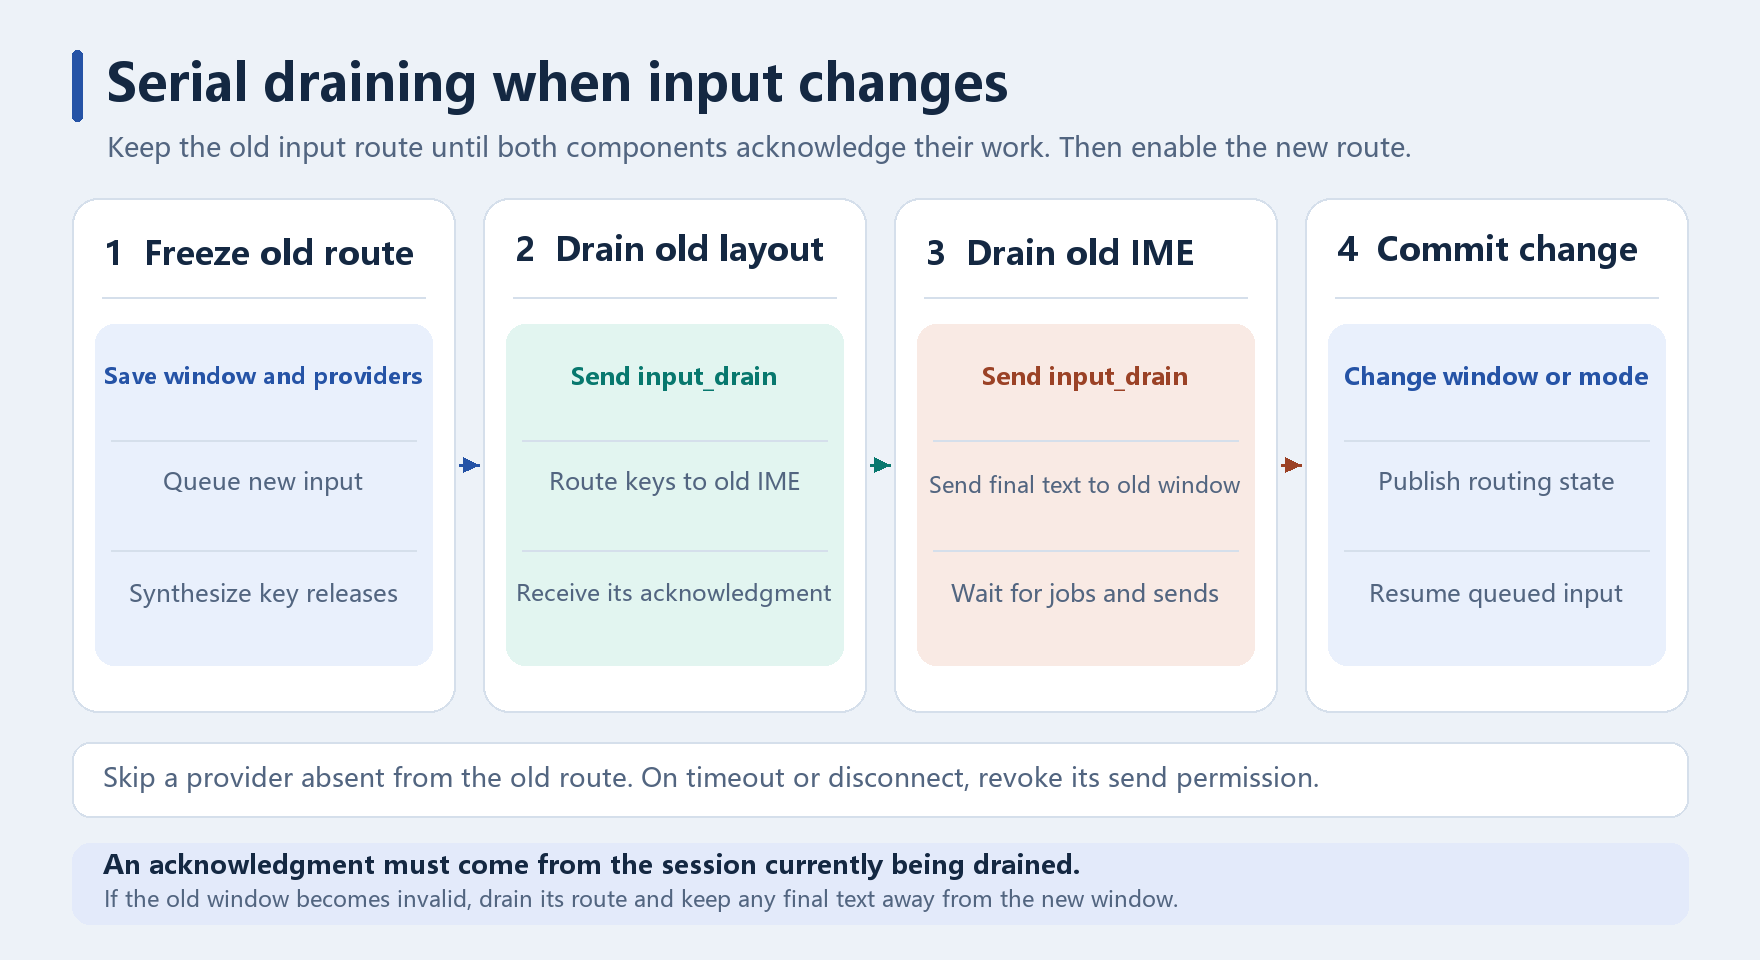 Serial draining when input changes
Keep the old input route until both components acknowledge their work. Then enable the new route.
1 Freeze old route
Save window and providers
Queue new input
Synthesize key releases
2 Drain old layout
Send input_drain
Route keys to old IME
Receive its acknowledgment
3 Drain old IME
Send input_drain
Send final text to old window
Wait for jobs and sends
4 Commit change
Change window or mode
Publish routing state
Resume queued input
Skip a provider absent from the old route. On timeout or disconnect, revoke its send permission.
An acknowledgment must come from the session currently being drained.
If the old window becomes invalid, drain its route and keep any final text away from the new window.